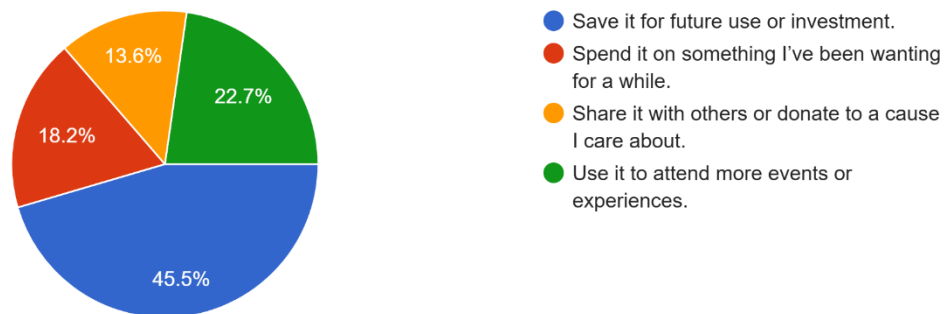 13.6%
22.7%
18.2%
45.5%
Save it for future use or investment.
Spend it on something I’ve been wanting
for a while.
Share it with others or donate to a cause
I care about.
Use it to attend more events or
experiences.